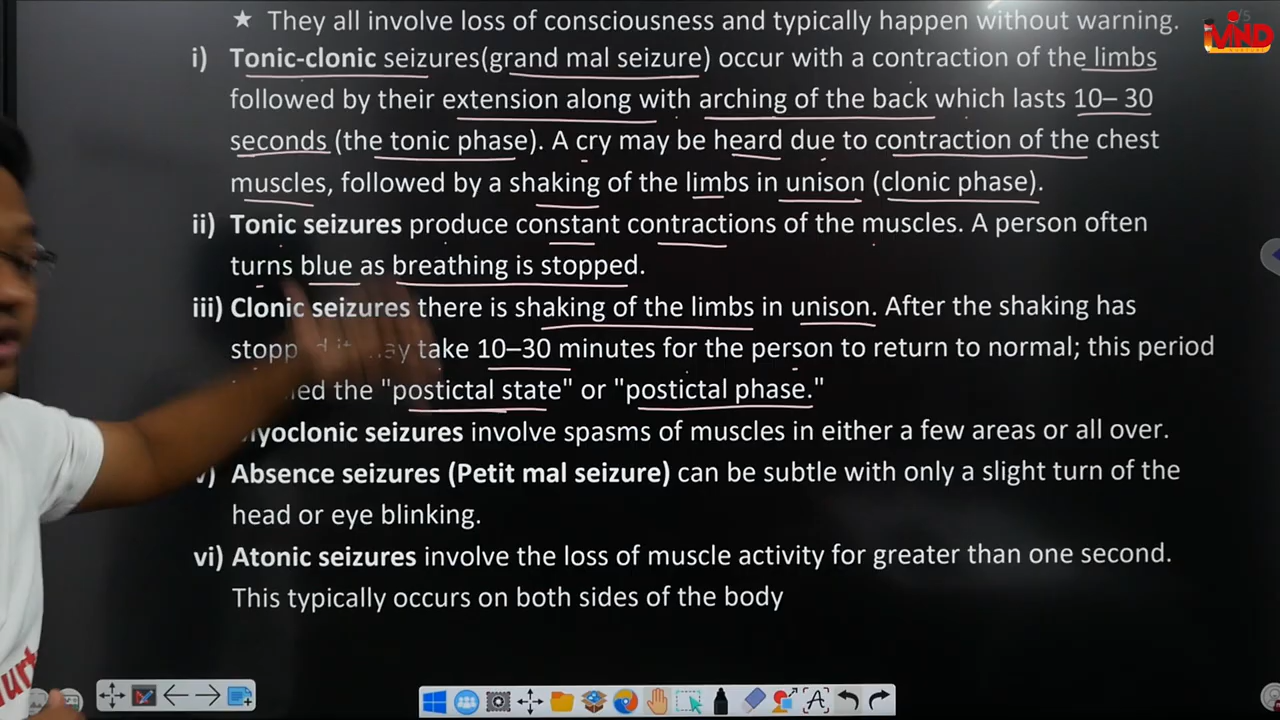 ★ They all involve loss of consciousness and typically happen without warning.
i) Tonic-clonic seizures(grand mal seizure) occur with a contraction of the limbs
followed by their extension along with arching of the back which lasts 10– 30
seconds (the tonic phase). A cry may be heard due to contraction of the chest
muscles, followed by a shaking of the limbs in unison (clonic phase).
ii) Tonic seizures produce constant contractions of the muscles. A person often
turns blue as breathing is stopped.
iii) Clonic seizures there is shaking of the limbs in unison. After the shaking has
take 10–30 minutes for the person to return to normal; this period
the "postictal state" or "postictal phase."
seizures involve spasms of muscles in either a few areas or all over.
Absence seizures (Petit mal seizure) can be subtle with only a slight turn of the
head or eye blinking.
vi) Atonic seizures involve the loss of muscle activity for greater than one second.
This typically occurs on both sides of the body